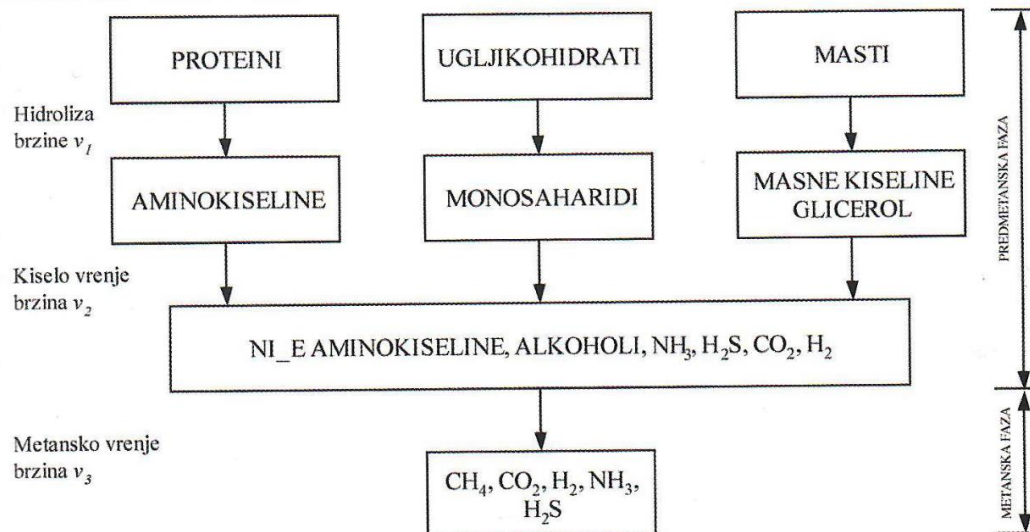 PROTEINI
UGLJIKOHIDRATI
MASTI
Hidroliza
brzine v₁
AMINOKISELINE
MONOSAHARIDI
MASNE KISELINE
GLICEROL
PREDMETANSKA FAZA
Kiselo vrenje
brzina v₂
NI_E AMINOKISELINE, ALKOHOLI, NH₃, H₂S, CO₂, H₂
Metansko vrenje
brzina v₃
CH₄, CO₂, H₂, NH₃,
H₂S
METANSKA FAZA